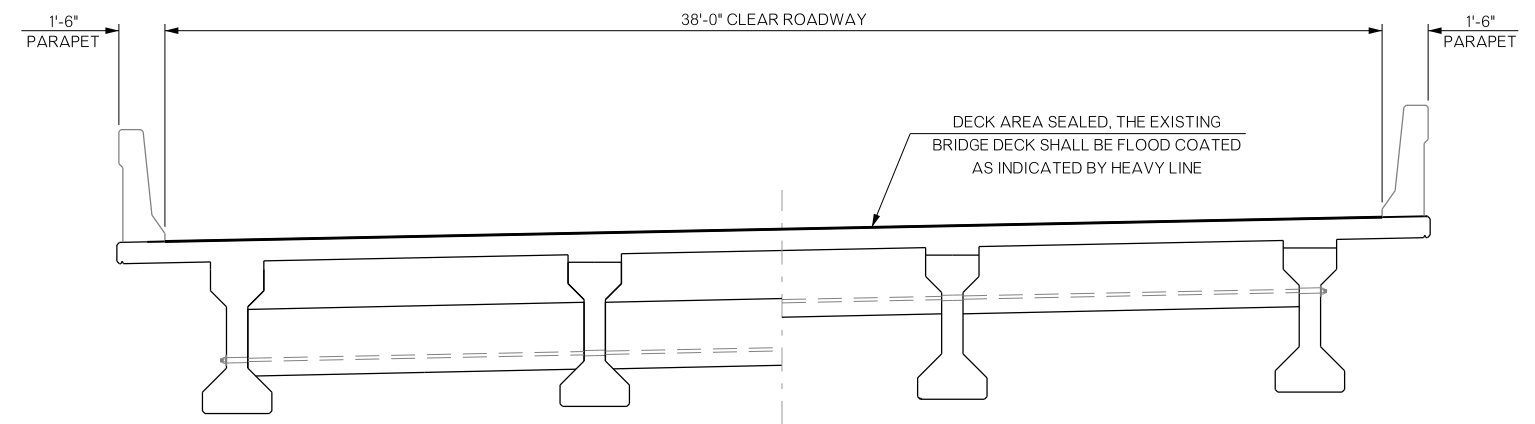 1'-6"
PARAPET
38'-0" CLEAR ROADWAY
1'-6"
PARAPET
DECK AREA SEALED, THE EXISTING
BRIDGE DECK SHALL BE FLOOD COATED
AS INDICATED BY HEAVY LINE